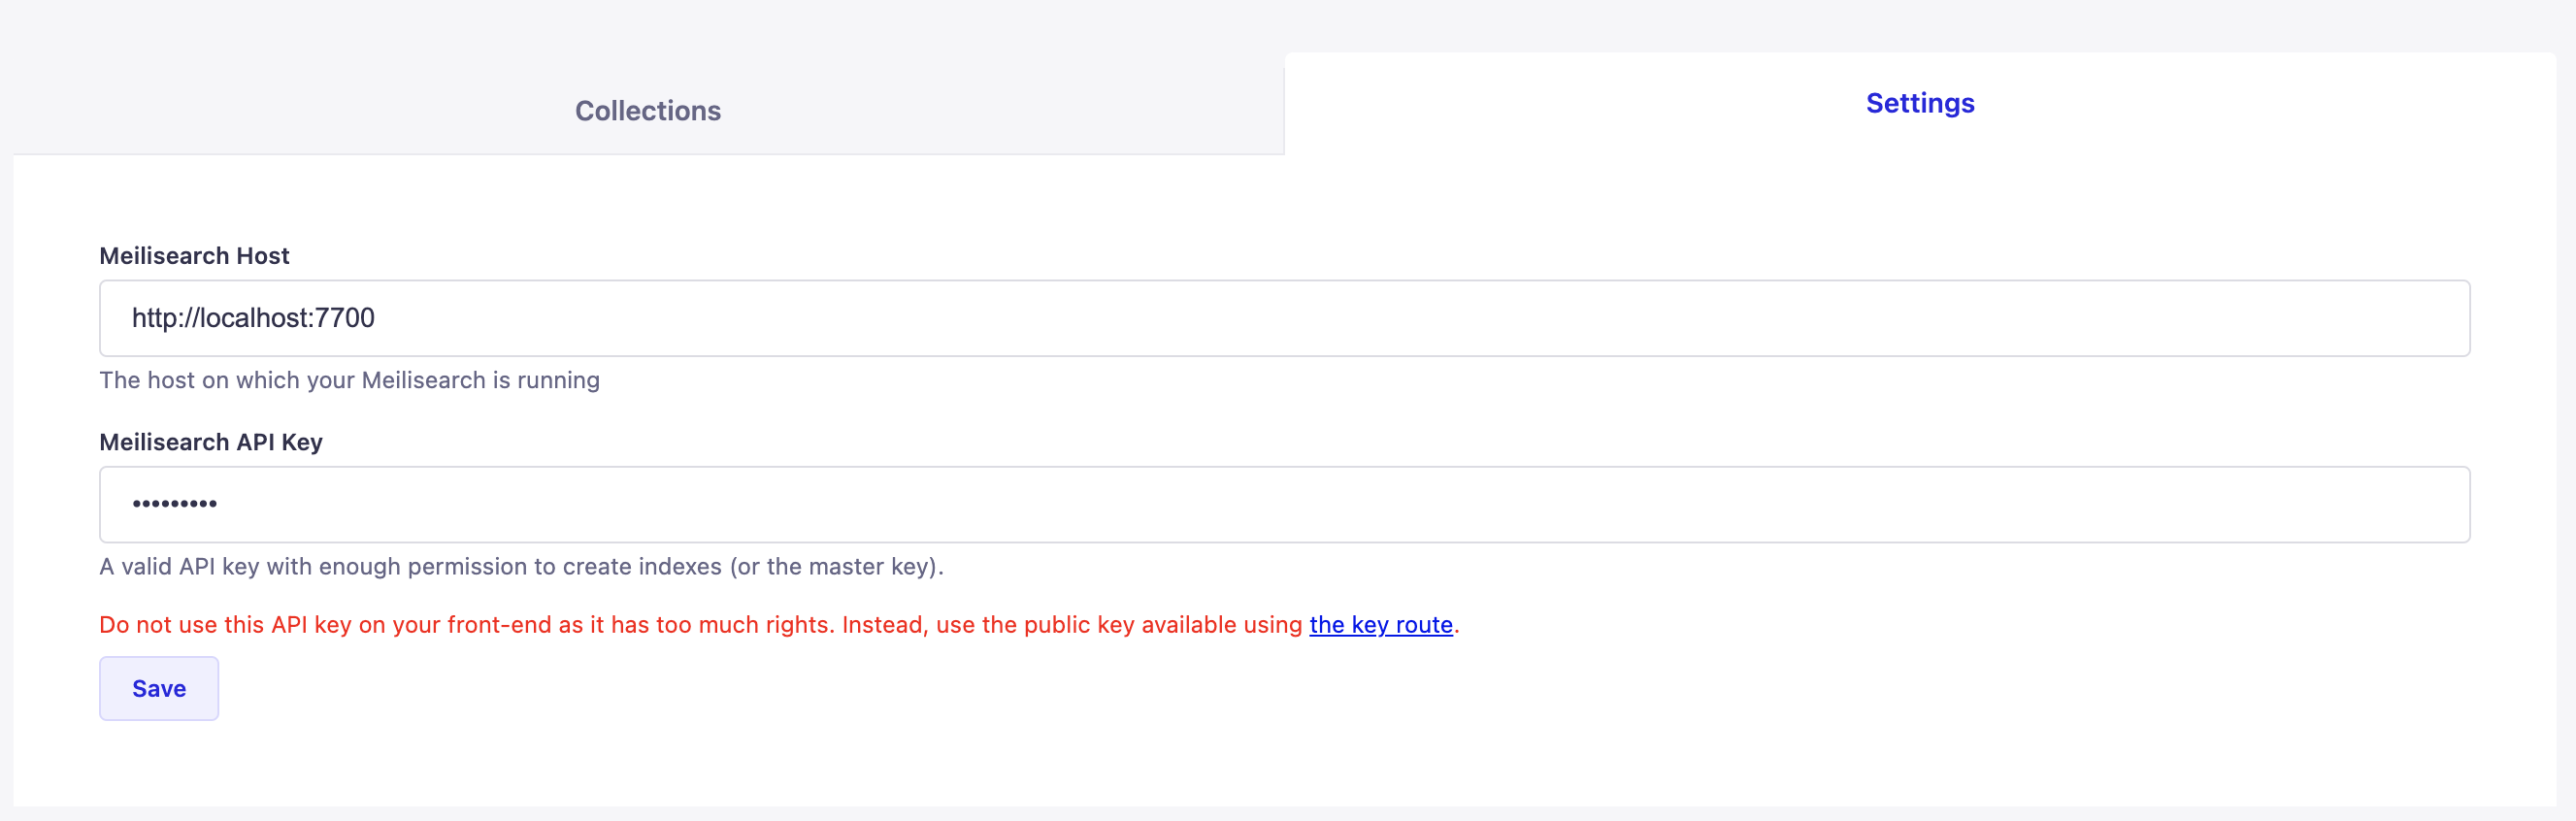 Collections
Settings
Meilisearch Host
http://localhost:7700
The host on which your Meilisearch is running
Meilisearch API Key
•••••••••
A valid API key with enough permission to create indexes (or the master key).
Do not use this API key on your front-end as it has too much rights. Instead, use the public key available using the key route.
Save